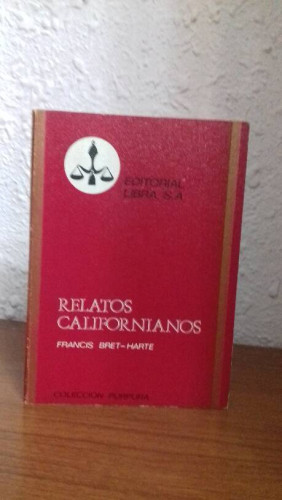 EDITORIAL
LIBRA, S.A.
RELATOS
CALIFORNIANOS
FRANCIS BRET-HARTE
COLECCION PURPURA